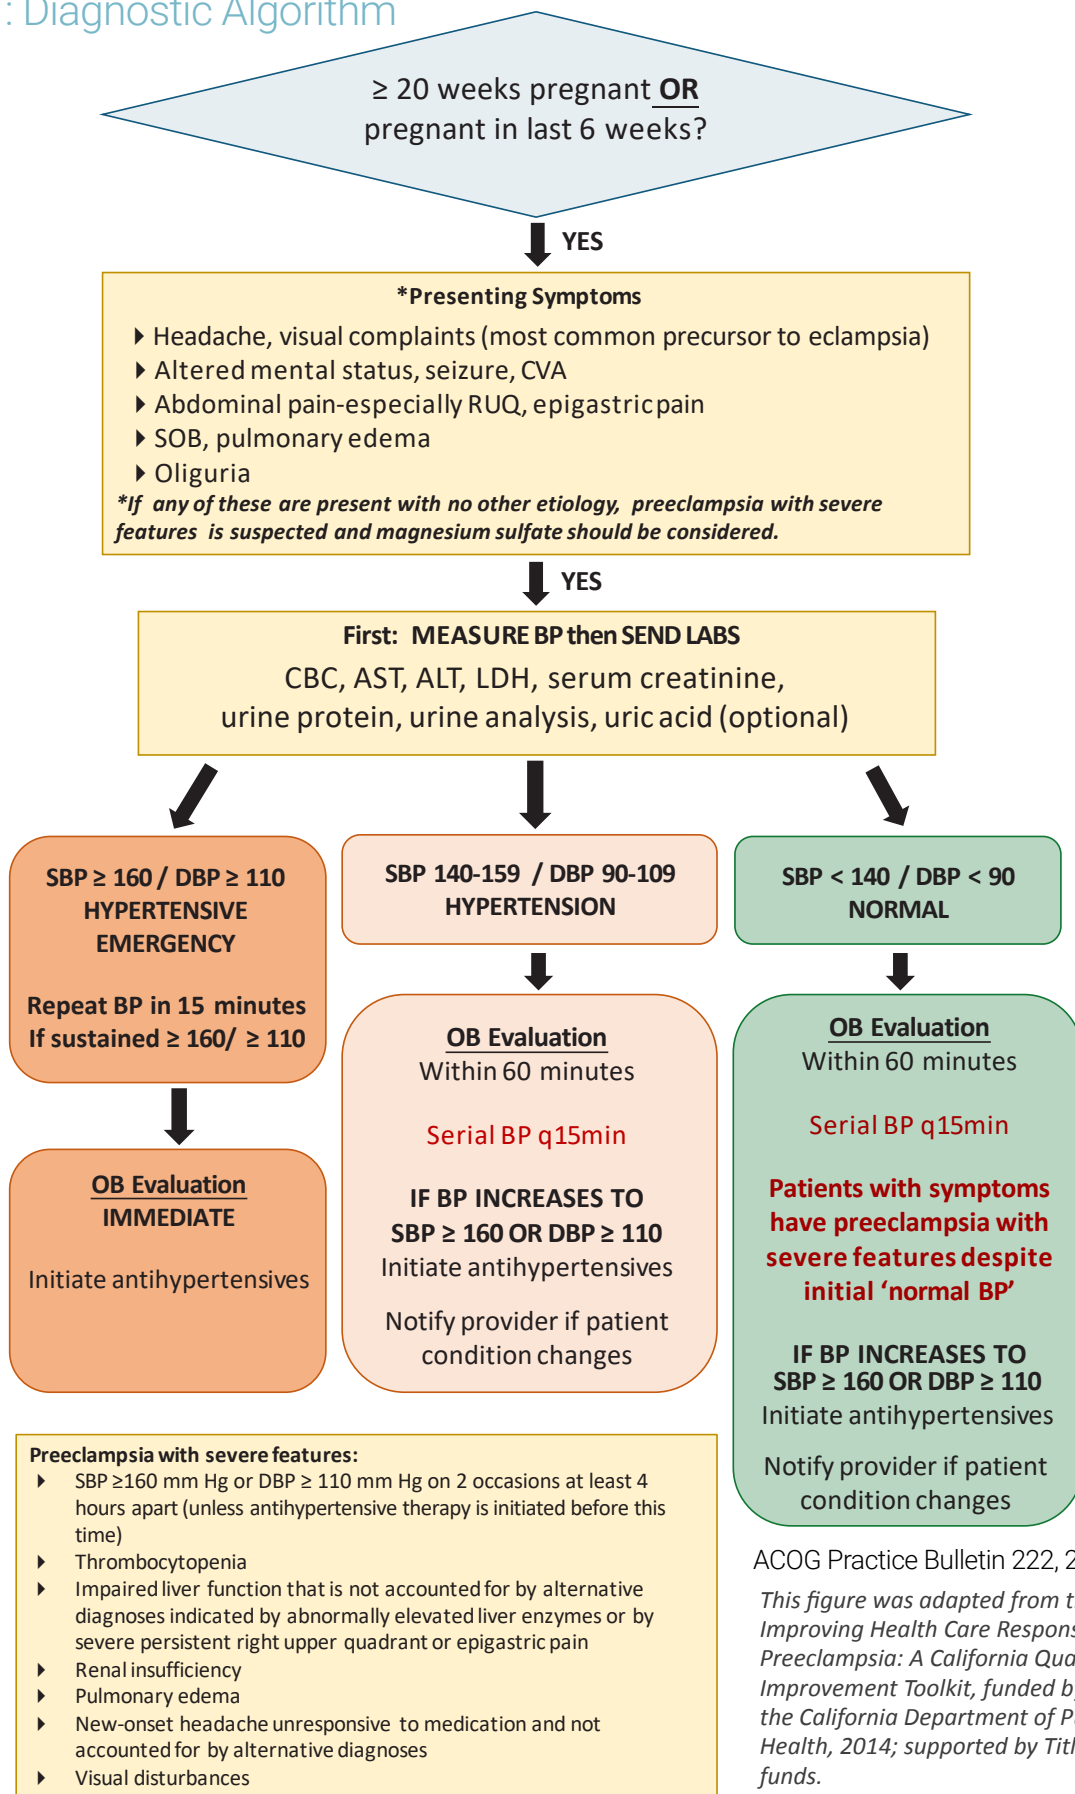 : Diagnostic Algorithm
≥ 20 weeks pregnant OR
pregnant in last 6 weeks?
YES
*Presenting Symptoms
Headache, visual complaints (most common precursor to eclampsia)
Altered mental status, seizure, CVA
Abdominal pain-especially RUQ, epigastric pain
SOB, pulmonary edema
Oliguria
*If any of these are present with no other etiology, preeclampsia with severe
features is suspected and magnesium sulfate should be considered.
YES
First: MEASURE BP then SEND LABS
CBC, AST, ALT, LDH, serum creatinine,
urine protein, urine analysis, uric acid (optional)
SBP ≥ 160 / DBP ≥ 110
HYPERTENSIVE
EMERGENCY
Repeat BP in 15 minutes
If sustained ≥ 160/ ≥ 110
OB Evaluation
IMMEDIATE
Initiate antihypertensives
SBP 140-159 / DBP 90-109
HYPERTENSION
OB Evaluation
Within 60 minutes
Serial BP q15min
IF BP INCREASES TO
SBP ≥ 160 OR DBP ≥ 110
Initiate antihypertensives
Notify provider if patient
condition changes
SBP < 140 / DBP < 90
NORMAL
OB Evaluation
Within 60 minutes
Serial BP q15min
Patients with symptoms
have preeclampsia with
severe features despite
initial ‘normal BP’
IF BP INCREASES TO
SBP ≥ 160 OR DBP ≥ 110
Initiate antihypertensives
Notify provider if patient
condition changes
Preeclampsia with severe features:
SBP ≥160 mm Hg or DBP ≥ 110 mm Hg on 2 occasions at least 4
hours apart (unless antihypertensive therapy is initiated before this
time)
Thrombocytopenia
Impaired liver function that is not accounted for by alternative
diagnoses indicated by abnormally elevated liver enzymes or by
severe persistent right upper quadrant or epigastric pain
Renal insufficiency
Pulmonary edema
New-onset headache unresponsive to medication and not
accounted for by alternative diagnoses
Visual disturbances
ACOG Practice Bulletin 222, 2
This figure was adapted from t
Improving Health Care Respons
Preeclampsia: A California Qua
Improvement Toolkit, funded b
the California Department of P
Health, 2014; supported by Titl
funds.